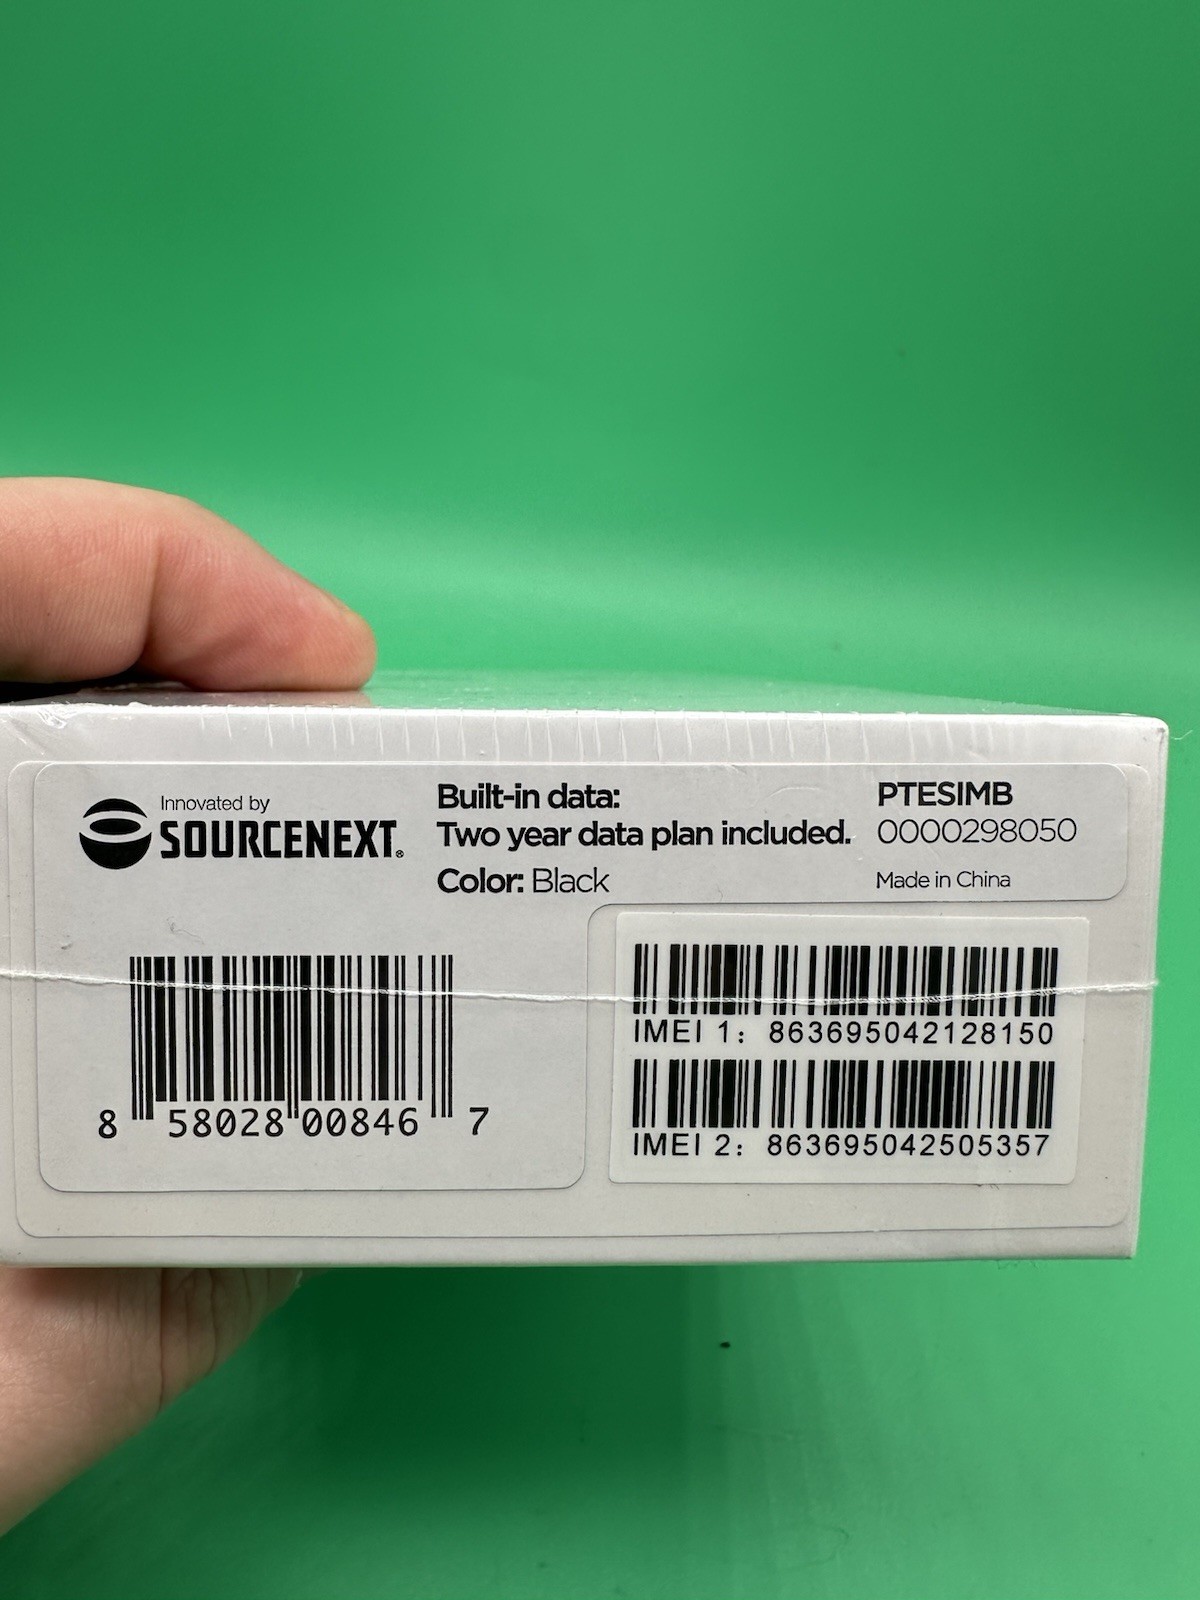 Innovated by
SOURCENEXT®
Built-in data:
Two year data plan included.
Color: Black
PTESIMB
0000298050
Made in China
8 58028 00846 7
IMEI 1: 863695042128150
IMEI 2: 863695042505357